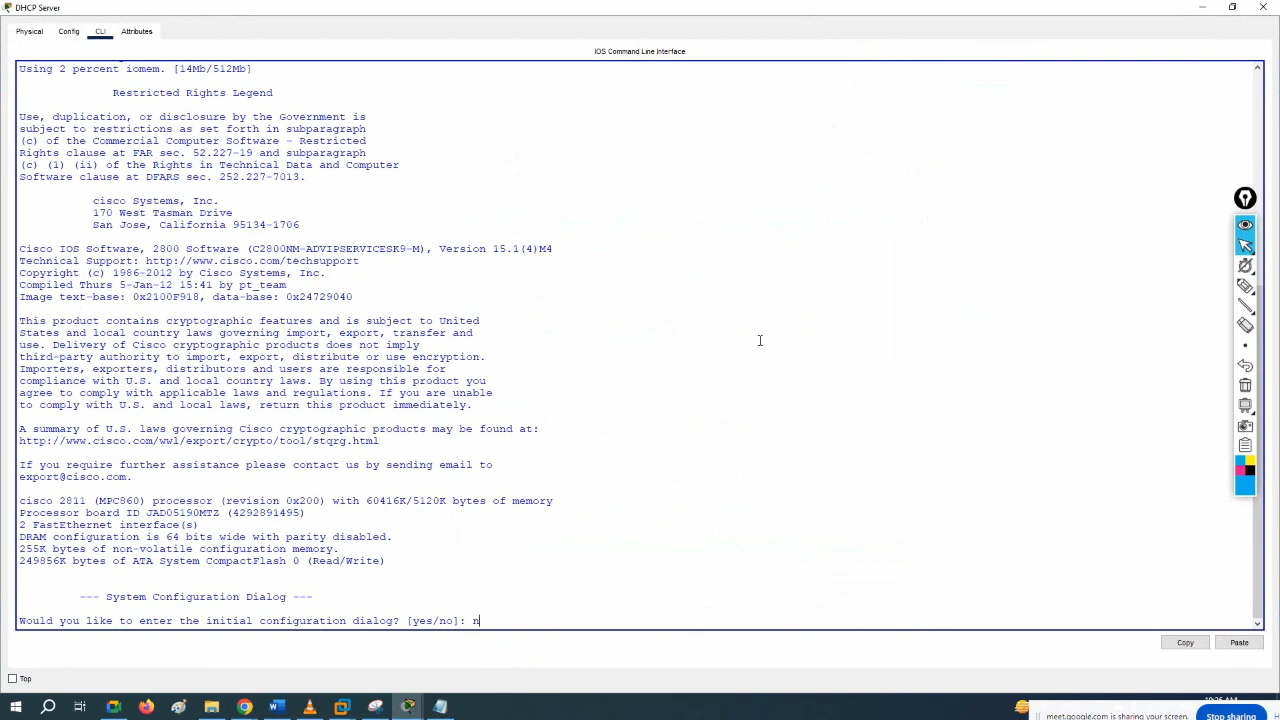 DHCP Server
Physical Config CLI Attributes
IOS Command Line Interface
Using 2 percent iomem. [14Mb/512Mb]
Restricted Rights Legend
Use, duplication, or disclosure by the Government is
subject to restrictions as set forth in subparagraph
(c) of the Commercial Computer Software - Restricted
Rights clause at FAR sec. 52.227-19 and subparagraph
(c) (1) (ii) of the Rights in Technical Data and Computer
Software clause at DFARS sec. 252.227-7013.
cisco Systems, Inc.
170 West Tasman Drive
San Jose, California 95134-1706
Cisco IOS Software, 2800 Software (C2800NM-ADVIPSERVICESK9-M), Version 15.1(4)M4
Technical Support: http://www.cisco.com/techsupport
Copyright (c) 1986-2012 by Cisco Systems, Inc.
Compiled Thurs 5-Jan-12 15:41 by pt_team
Image text-base: 0x2100F918, data-base: 0x24729040
This product contains cryptographic features and is subject to United
States and local country laws governing import, export, transfer and
use. Delivery of Cisco cryptographic products does not imply
third-party authority to import, export, distribute or use encryption.
Importers, exporters, distributors and users are responsible for
compliance with U.S. and local country laws. By using this product you
agree to comply with applicable laws and regulations. If you are unable
to comply with U.S. and local laws, return this product immediately.
A summary of U.S. laws governing Cisco cryptographic products may be found at:
http://www.cisco.com/wwl/export/crypto/tool/stqrg.html
If you require further assistance please contact us by sending email to
export@cisco.com.
cisco 2811 (MPC860) processor (revision 0x200) with 60416K/5120K bytes of memory
Processor board ID JAD05190MTZ (4292891495)
2 FastEthernet interface(s)
DRAM configuration is 64 bits wide with parity disabled.
255K bytes of non-volatile configuration memory.
249856K bytes of ATA System CompactFlash 0 (Read/Write)
--- System Configuration Dialog ---
Would you like to enter the initial configuration dialog? [yes/no]: n
Copy Paste
Top
meet.google.com is sharing your screen. Stop sharing